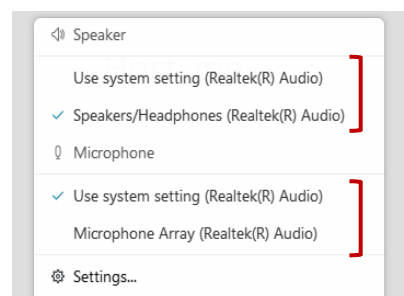 Speaker
Use system setting (Realtek(R) Audio)
Speakers/Headphones (Realtek(R) Audio)
Microphone
Use system setting (Realtek(R) Audio)
Microphone Array (Realtek(R) Audio)
Settings...